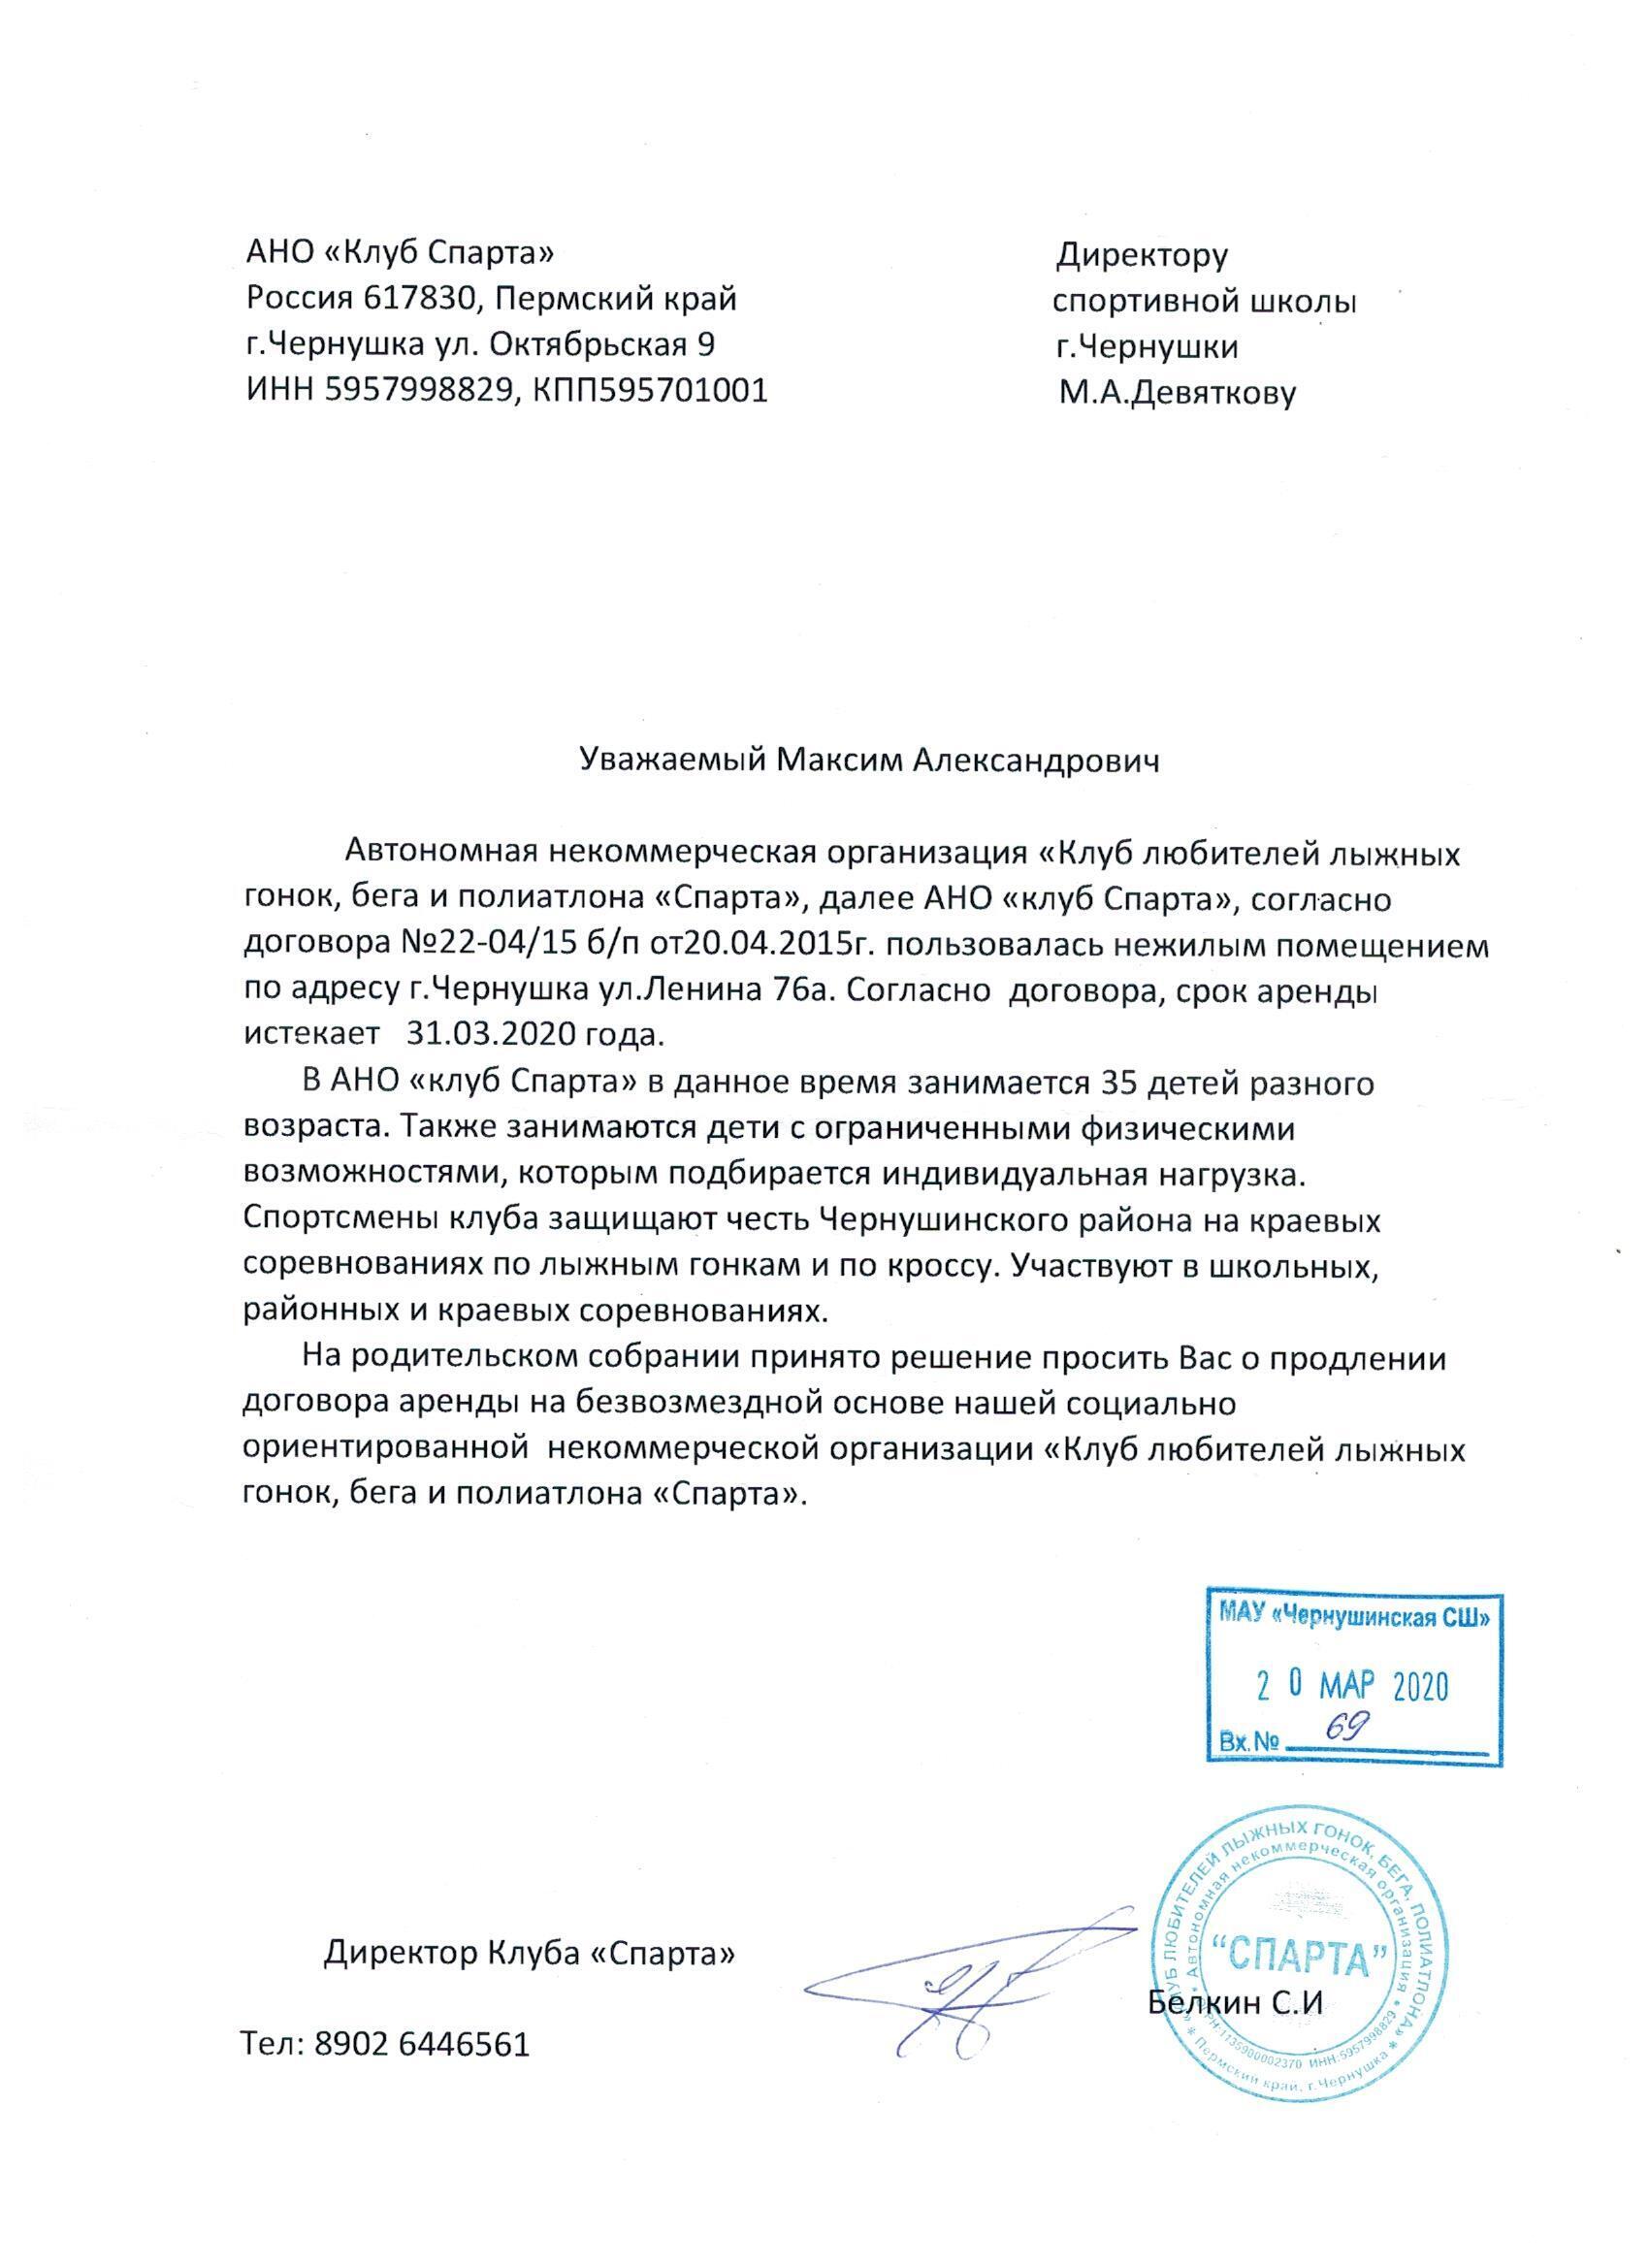 АНО «Клуб Спарта»
Россия 617830, Пермский край
г.Чернушка ул. Октябрьская 9
ИНН 5957998829, КПП595701001
Директору
спортивной школы
г.Чернушки
М.А.Девяткову
Уважаемый Максим Александрович
Автономная некоммерческая организация «Клуб любителей лыжных
гонок, бега и полиатлона «Спарта», далее АНО «клуб Спарта», согласно
договора №22-04/15 б/п от20.04.2015г. пользовалась нежилым помещением
по адресу г.Чернушка ул.Ленина 76а. Согласно договора, срок аренды
истекает 31.03.2020 года.
В АНО «клуб Спарта» в данное время занимается 35 детей разного
возраста. Также занимаются дети с ограниченными физическими
возможностями, которым подбирается индивидуальная нагрузка.
Спортсмены клуба защищают честь Чернушинского района на краевых
соревнованиях по лыжным гонкам и по кроссу. Участвуют в школьных,
районных и краевых соревнованиях.
На родительском собрании принято решение просить Вас о продлении
договора аренды на безвозмездной основе нашей социально
ориентированной некоммерческой организации «Клуб любителей лыжных
гонок, бега и полиатлона «Спарта».
МАУ «Чернушинская СШ»
2 0 МАР 2020
Вх.№ 69
Директор Клуба «Спарта»
Белкин С.И
Тел: 8902 6446561
«КЛУБ ЛЮБИТЕЛЕЙ ЛЫЖНЫХ ГОНОК, БЕГА, ПОЛИАТЛОНА»
* Пермский край, г.Чернушка *
• Автономная некоммерческая организация •
ОГРН:1135900002370 ИНН:5957998829
“СПАРТА”